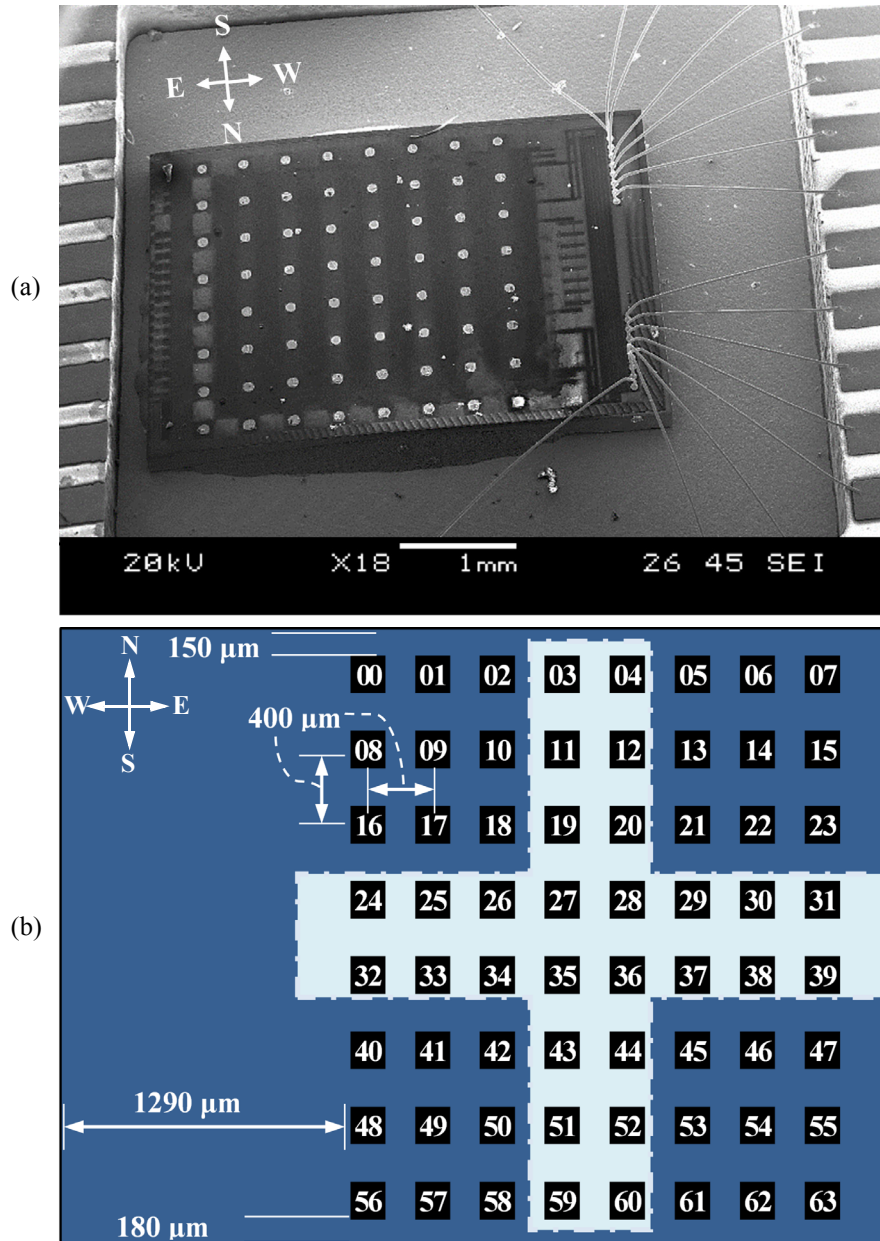 S
E W
N
(a)
20kV X18 1mm 26 45 SEI
N
W E
S
150 µm
00 01 02 03 04 05 06 07
400 µm
08 09 10 11 12 13 14 15
16 17 18 19 20 21 22 23
24 25 26 27 28 29 30 31
(b)
32 33 34 35 36 37 38 39
40 41 42 43 44 45 46 47
1290 µm
48 49 50 51 52 53 54 55
56 57 58 59 60 61 62 63
180 µm